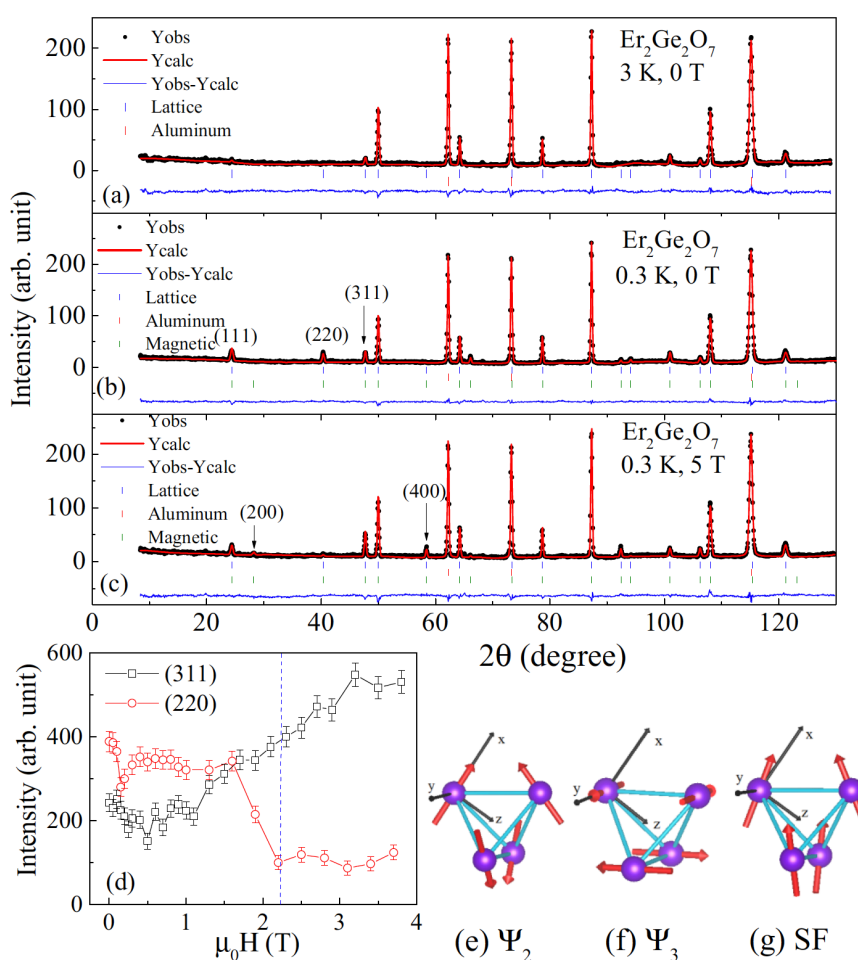 Intensity (arb. unit)
200
100
0
Yobs
Ycalc
Yobs-Ycalc
Lattice
Aluminum
Er₂Ge₂O₇
3 K, 0 T
(a)
200
100
0
Yobs
Ycalc
Yobs-Ycalc
Lattice
Aluminum
Magnetic
(111)
(220)
(311)
Er₂Ge₂O₇
0.3 K, 0 T
(b)
200
100
0
Yobs
Ycalc
Yobs-Ycalc
Lattice
Aluminum
Magnetic
(200)
(400)
Er₂Ge₂O₇
0.3 K, 5 T
(c)
0 20 40 60 80 100 120
2θ (degree)
Intensity (arb. unit)
600
400
200
0
(311)
(220)
(d)
0 1 2 3 4
μ₀H (T)
x
y
z
(e) Ψ₂
x
y
z
(f) Ψ₃
x
y
z
(g) SF